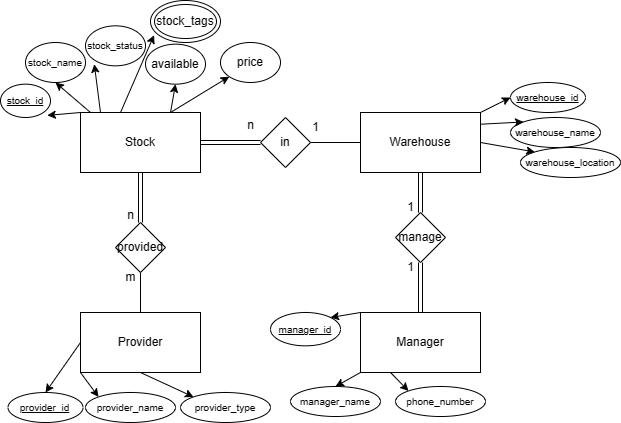 stock_tags
stock_status
stock_name
available
price
stock_id
Stock
n
in
1
Warehouse
warehouse_id
warehouse_name
warehouse_location
n
provided
m
1
manage
1
Provider
manager_id
Manager
provider_id
provider_name
provider_type
manager_name
phone_number